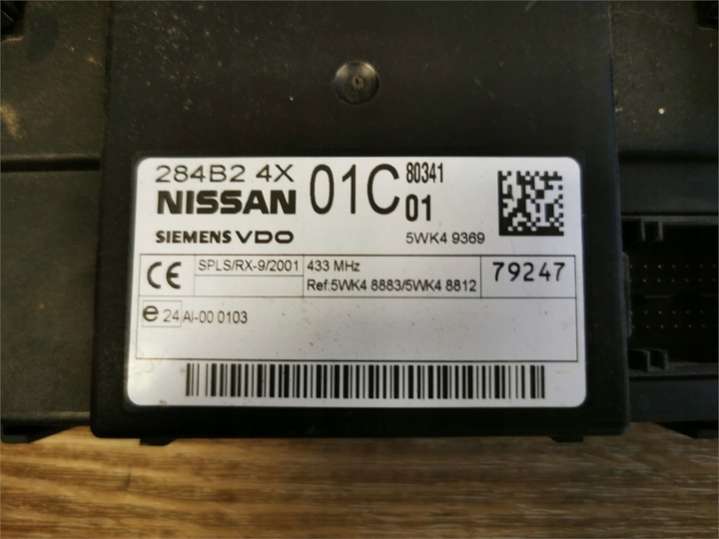 284B2 4X 01C 80341
NISSAN 01
SIEMENS VDO 5WK4 9369
CE SPLS/RX-9/2001 433 MHz 79247
Ref:5WK4 8883/5WK4 8812
e 24 AI-00 0103